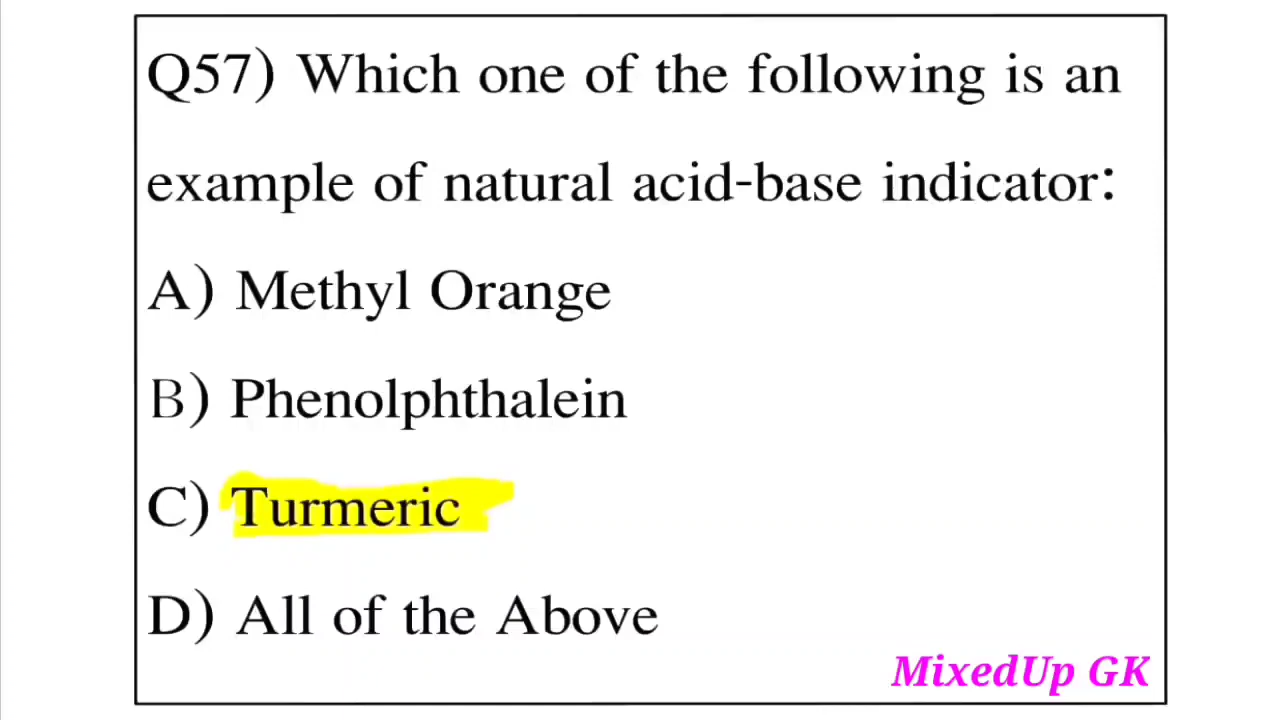 Q57) Which one of the following is an
example of natural acid-base indicator:
A) Methyl Orange
B) Phenolphthalein
C) Turmeric
D) All of the Above
MixedUp GK